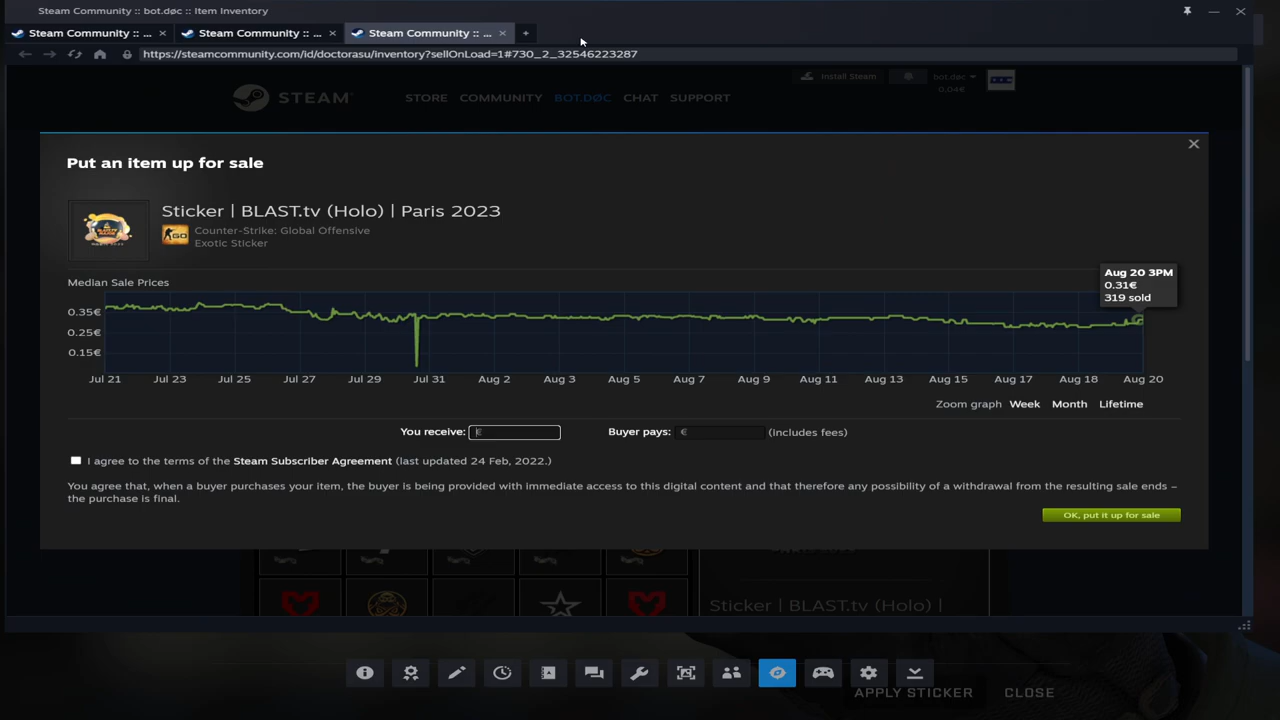 Steam Community :: bot.døc :: Item Inventory
Steam Community :: ...
Steam Community :: ...
Steam Community :: ...
https://steamcommunity.com/id/doctorasu/inventory?sellOnLoad=1#730_2_32546223287
Install Steam
bot.døc
0,04€
STEAM
STORE COMMUNITY BOT.DØC CHAT SUPPORT
Put an item up for sale
Sticker | BLAST.tv (Holo) | Paris 2023
Counter-Strike: Global Offensive
Exotic Sticker
Median Sale Prices
Aug 20 3PM
0.31€
319 sold
0.35€
0.25€
0.15€
Jul 21 Jul 23 Jul 25 Jul 27 Jul 29 Jul 31 Aug 2 Aug 3 Aug 5 Aug 7 Aug 9 Aug 11 Aug 13 Aug 15 Aug 17 Aug 18 Aug 20
Zoom graph Week Month Lifetime
You receive: € Buyer pays: € (includes fees)
I agree to the terms of the Steam Subscriber Agreement (last updated 24 Feb, 2022.)
You agree that, when a buyer purchases your item, the buyer is being provided with immediate access to this digital content and that therefore any possibility of a withdrawal from the resulting sale ends –
the purchase is final.
OK, put it up for sale
Sticker | BLAST.tv (Holo) |
APPLY STICKER CLOSE